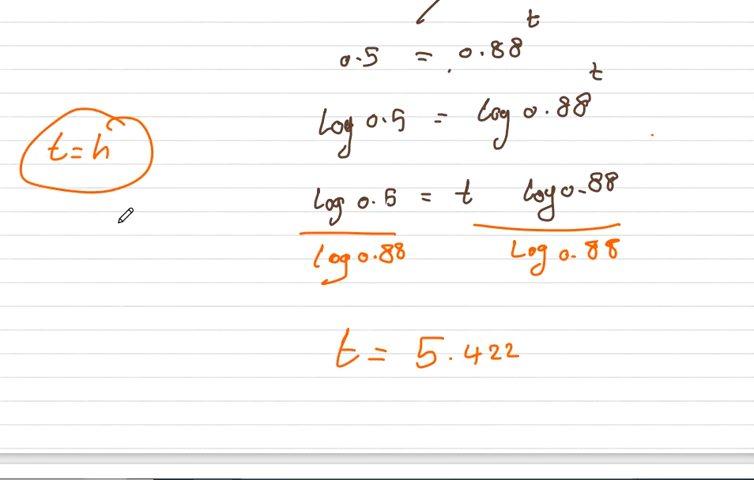 0.5 = 0.88^t
log 0.5 = log 0.88^t
t = h
log 0.5 = t log 0.88
log 0.88 log 0.88
t = 5.422